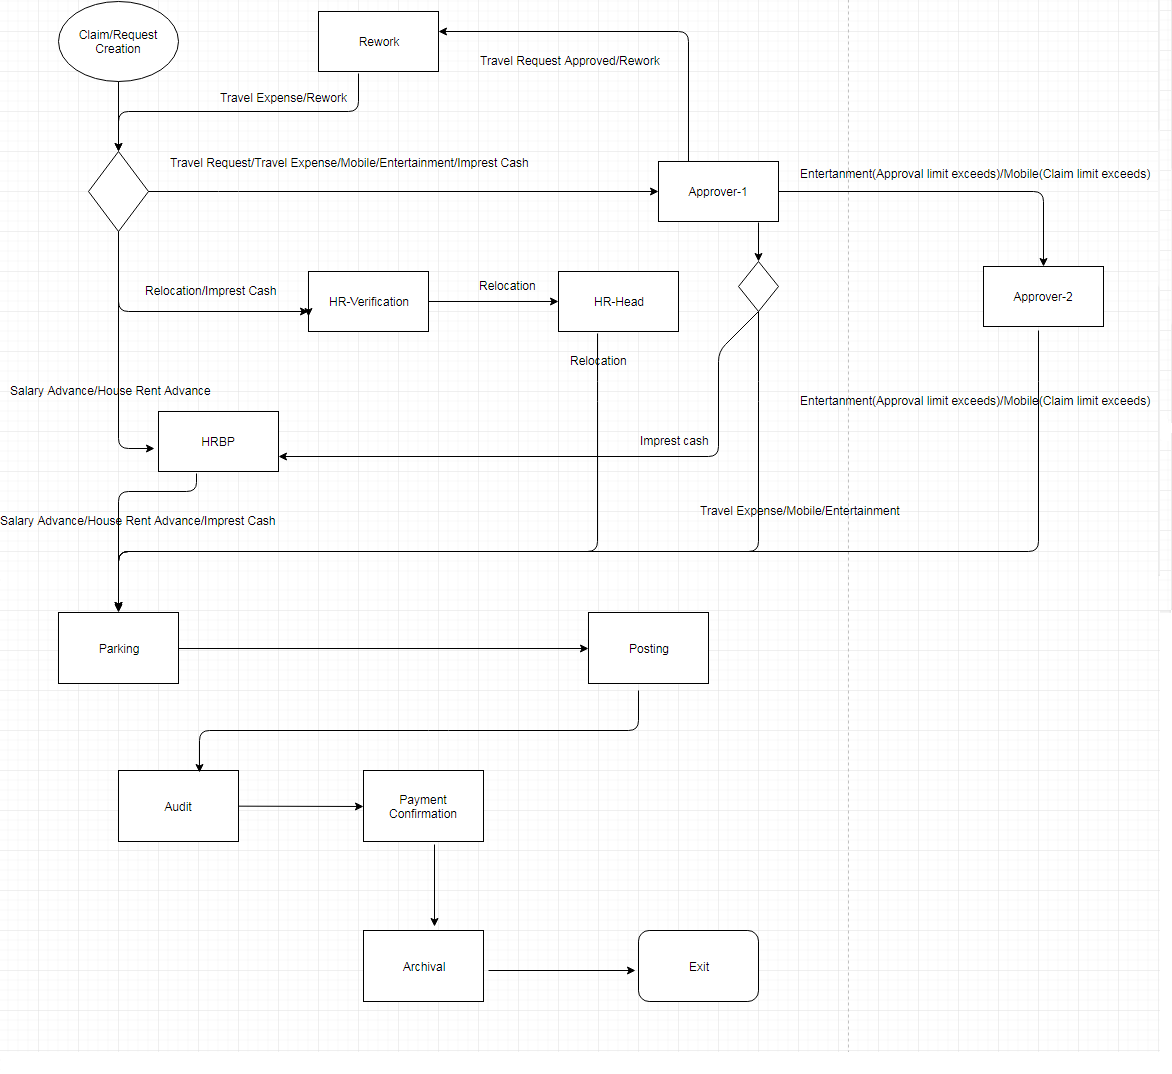 Claim/Request
Creation
Rework
Travel Request Approved/Rework
Travel Expense/Rework
Travel Request/Travel Expense/Mobile/Entertainment/Imprest Cash
Approver-1
Entertanment(Approval limit exceeds)/Mobile(Claim limit exceeds)
Relocation/Imprest Cash
HR-Verification
Relocation
HR-Head
Approver-2
Relocation
Salary Advance/House Rent Advance
Entertanment(Approval limit exceeds)/Mobile(Claim limit exceeds)
HRBP
Imprest cash
Travel Expense/Mobile/Entertainment
Salary Advance/House Rent Advance/Imprest Cash
Parking
Posting
Audit
Payment
Confirmation
Archival
Exit